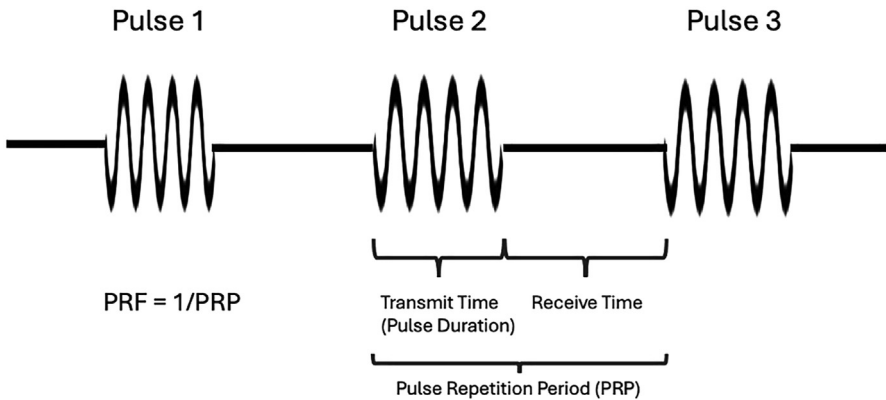 Pulse 1
Pulse 2
Pulse 3
PRF = 1/PRP
Transmit Time
(Pulse Duration)
Receive Time
Pulse Repetition Period (PRP)